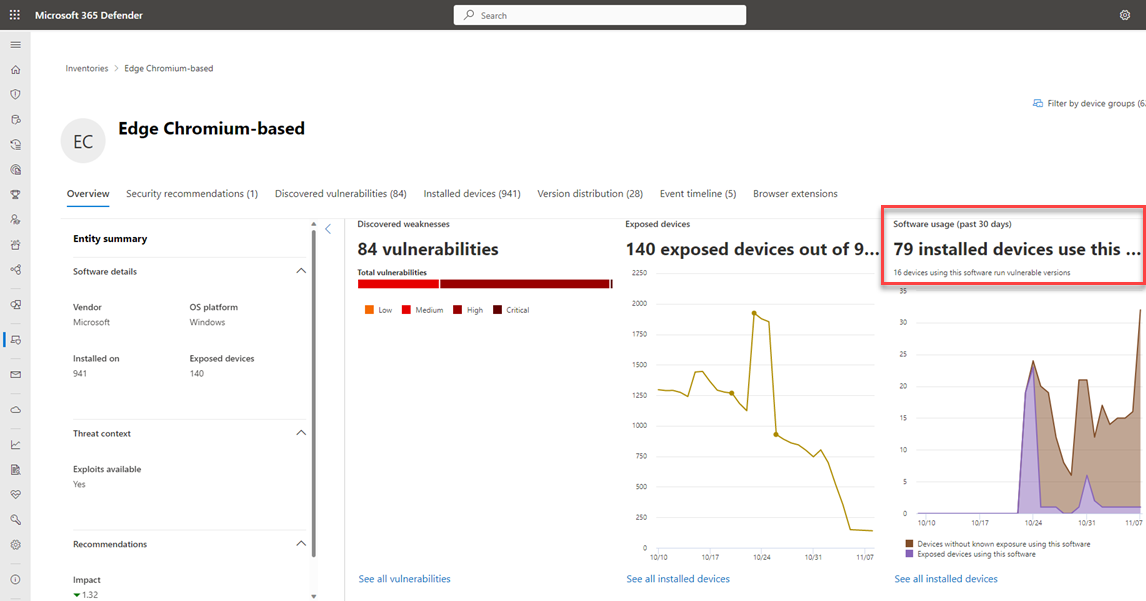 Microsoft 365 Defender
Search
Inventories > Edge Chromium-based
Filter by device groups (6.
EC
Edge Chromium-based
Overview
Security recommendations (1)
Discovered vulnerabilities (84)
Installed devices (941)
Version distribution (28)
Event timeline (5)
Browser extensions
Entity summary
Software details
Vendor
OS platform
Microsoft
Windows
Installed on
Exposed devices
941
140
Threat context
Exploits available
Yes
Recommendations
Impact
1.32
Discovered weaknesses
84 vulnerabilities
Total vulnerabilities
Low
Medium
High
Critical
See all vulnerabilities
Exposed devices
140 exposed devices out of 9...
2250
2000
1750
1500
1250
1000
750
500
250
0
10/10
10/17
10/24
10/31
11/07
See all installed devices
Software usage (past 30 days)
79 installed devices use this ...
16 devices using this software run vulnerable versions
35
30
25
20
15
10
5
0
10/10
10/17
10/24
10/31
11/07
Devices without known exposure using this software
Exposed devices using this software
See all installed devices